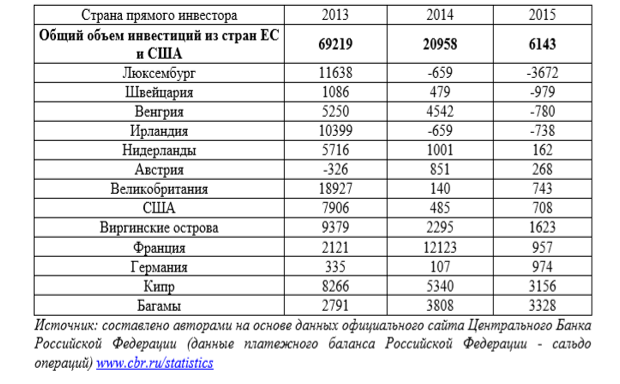 Страна прямого инвестора 2013 2014 2015
Общий объем инвестиций из стран ЕС 69219 20958 6143
и США
Люксембург 11638 -659 -3672
Швейцария 1086 479 -979
Венгрия 5250 4542 -780
Ирландия 10399 -659 -738
Нидерланды 5716 1001 162
Австрия -326 851 268
Великобритания 18927 140 743
США 7906 485 708
Виргинские острова 9379 2295 1623
Франция 2121 12123 957
Германия 335 107 974
Кипр 8266 5340 3156
Багамы 2791 3808 3328
Источник: составлено авторами на основе данных официального сайта Центрального Банка
Российской Федерации (данные платежного баланса Российской Федерации - сальдо
операций) www.cbr.ru/statistics